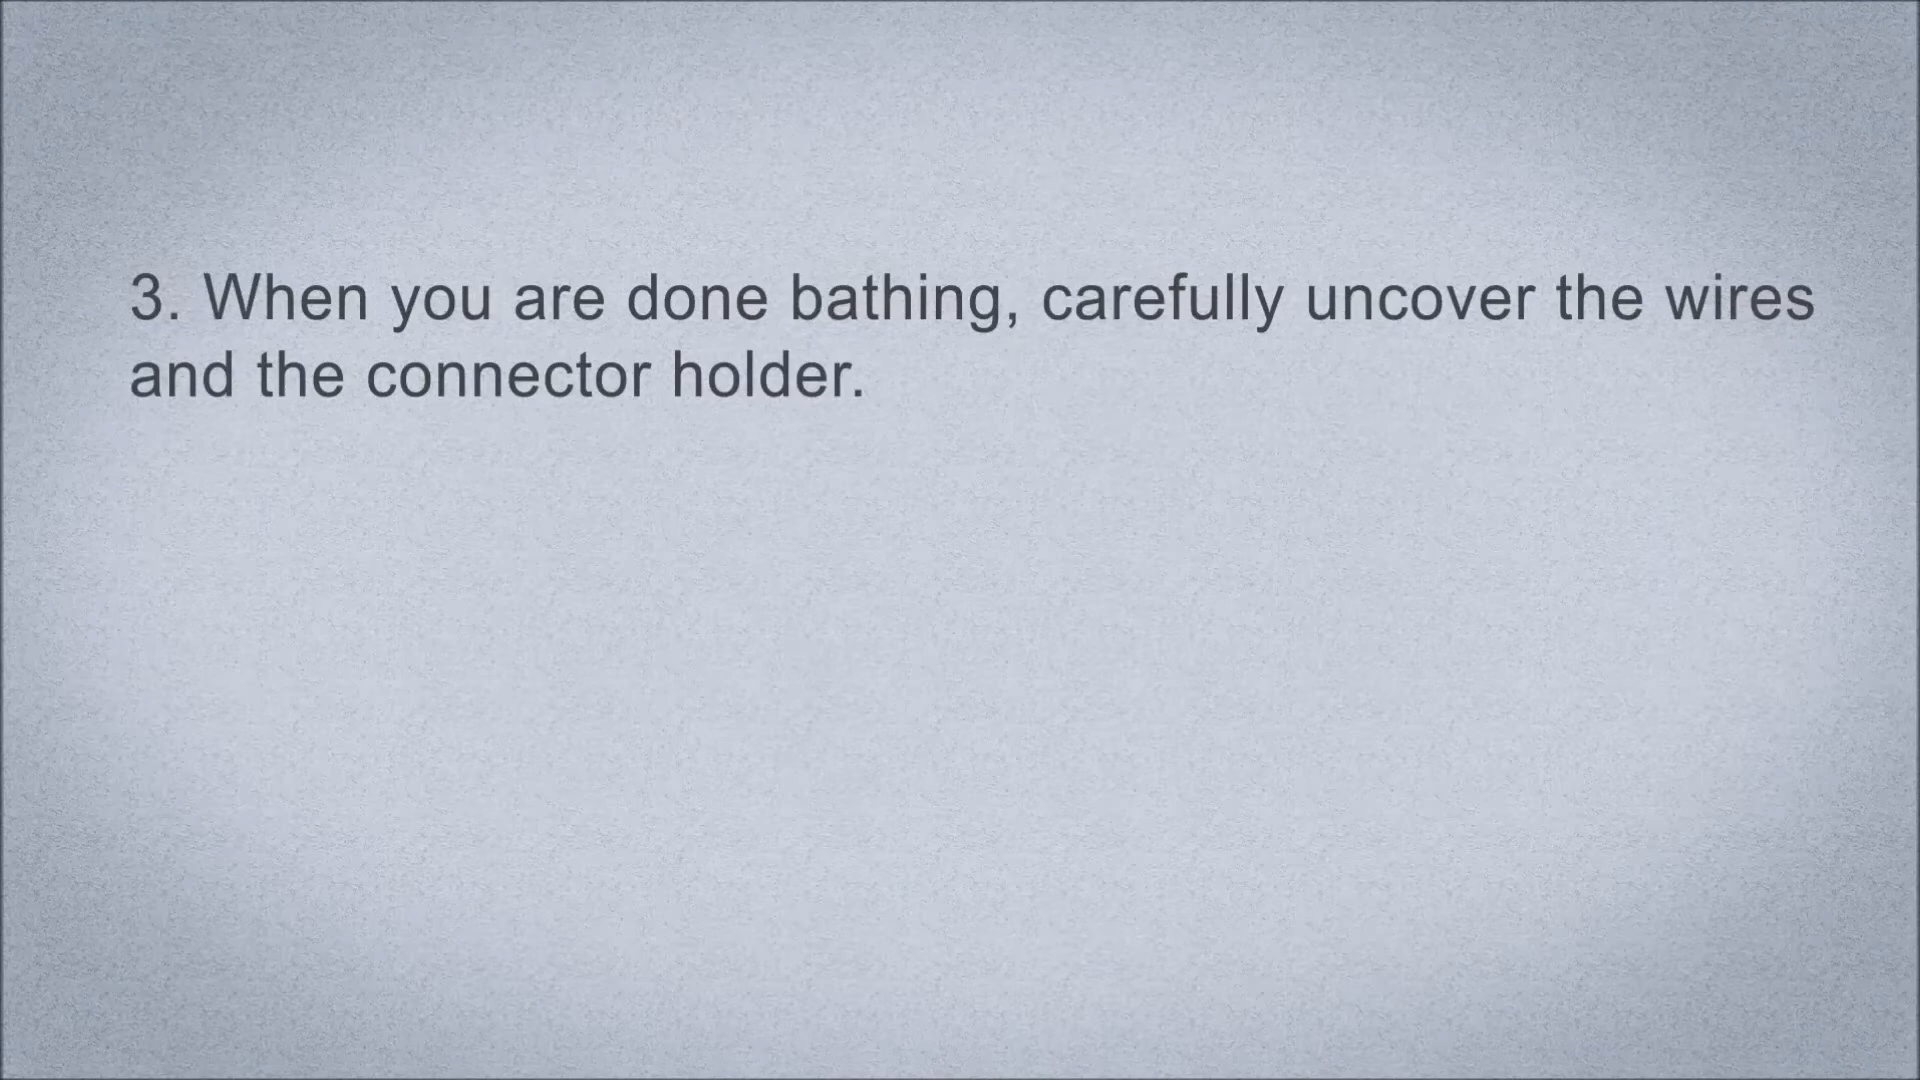 3. When you are done bathing, carefully uncover the wires
and the connector holder.